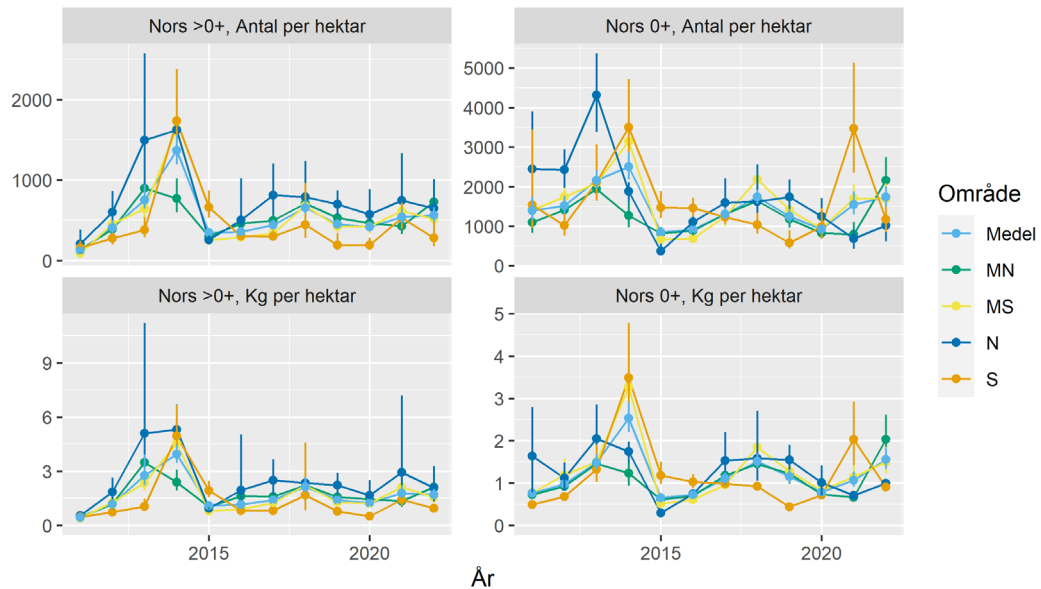 Nors >0+, Antal per hektar
Nors 0+, Antal per hektar
2000
1000
0
5000
4000
3000
2000
1000
0
Nors >0+, Kg per hektar
Nors 0+, Kg per hektar
9
6
3
0
5
4
3
2
1
0
2015
2020
2015
2020
År
Område
Medel
MN
MS
N
S